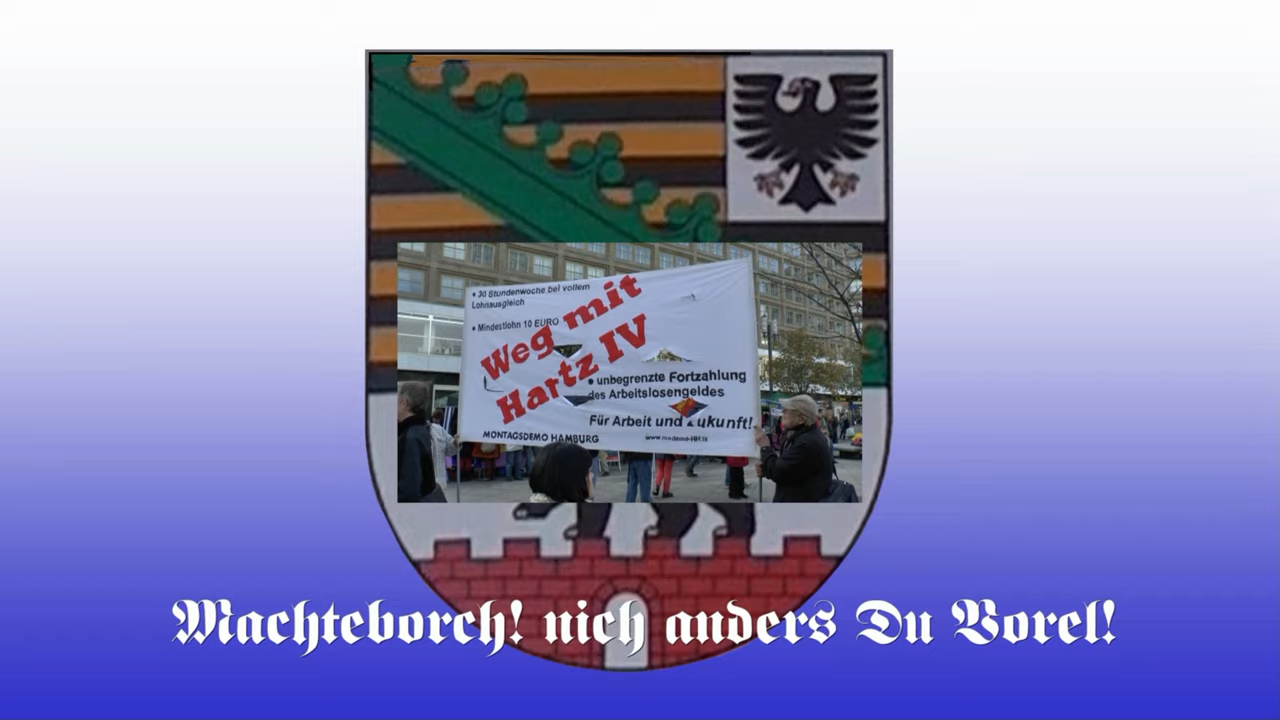 • 30 Stundenwoche bei vollem
Lohnausgleich
• Mindestlohn 10 EURO
Weg mit
Hartz IV
• unbegrenzte Fortzahlung
des Arbeitslosengeldes
Für Arbeit und Zukunft!
MONTAGSDEMO HAMBURG
Machteborch! nich anders Du Vorel!